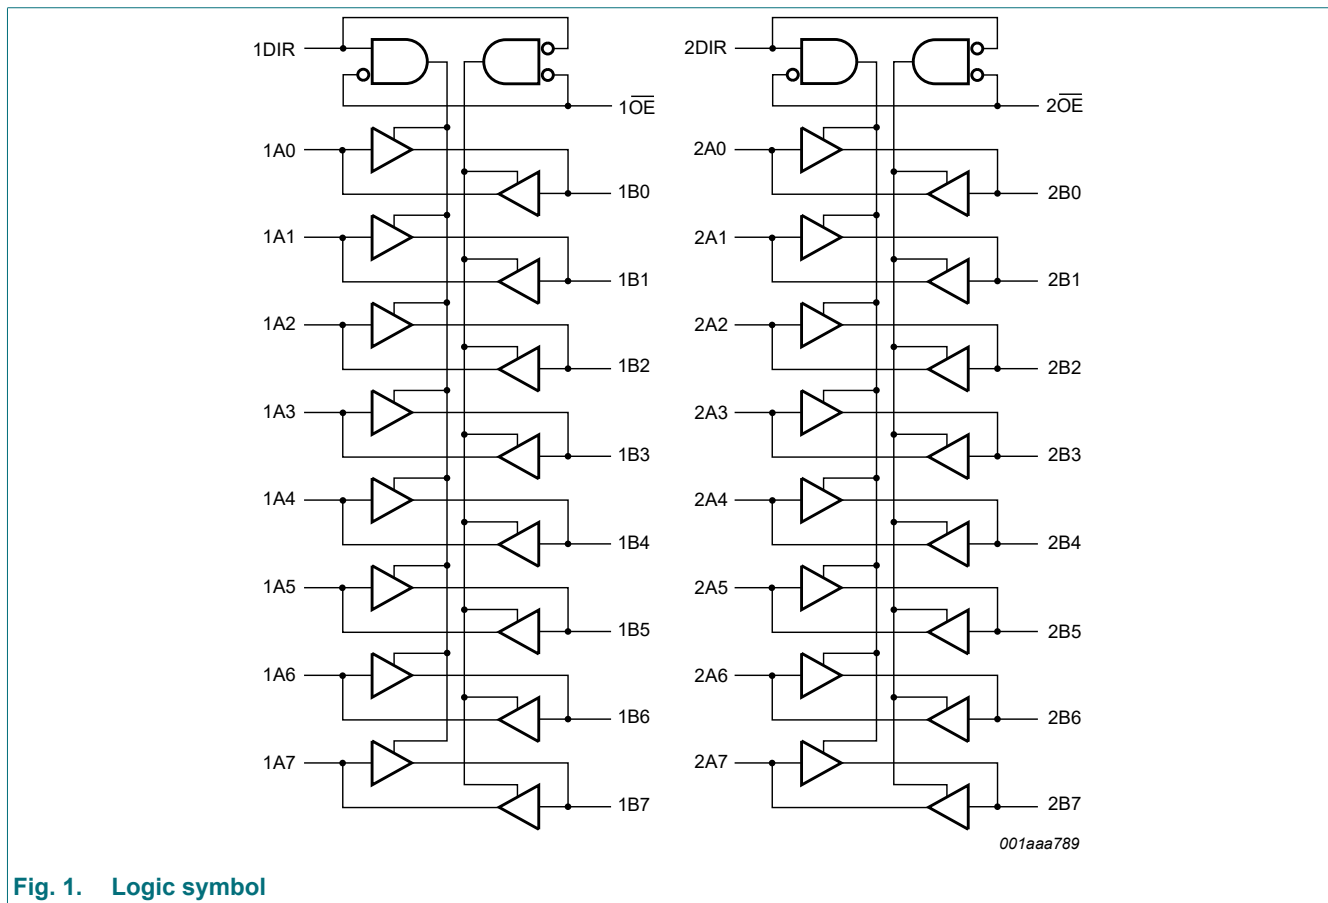 1DIR
1O̅E̅
1A0
1B0
1A1
1B1
1A2
1B2
1A3
1B3
1A4
1B4
1A5
1B5
1A6
1B6
1A7
1B7
2DIR
2O̅E̅
2A0
2B0
2A1
2B1
2A2
2B2
2A3
2B3
2A4
2B4
2A5
2B5
2A6
2B6
2A7
2B7
001aaa789
Fig. 1. Logic symbol